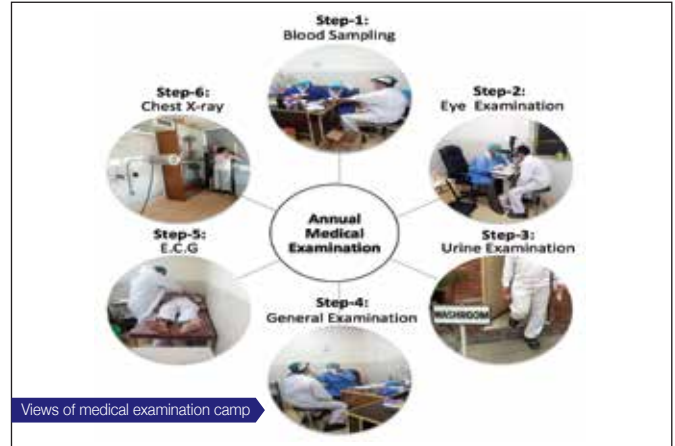 Step-1:
Blood Sampling
Step-2:
Eye Examination
Step-3:
Urine Examination
WASHROOM
Step-4:
General Examination
Step-5:
E.C.G
Step-6:
Chest X-ray
Annual
Medical
Examination
Views of medical examination camp